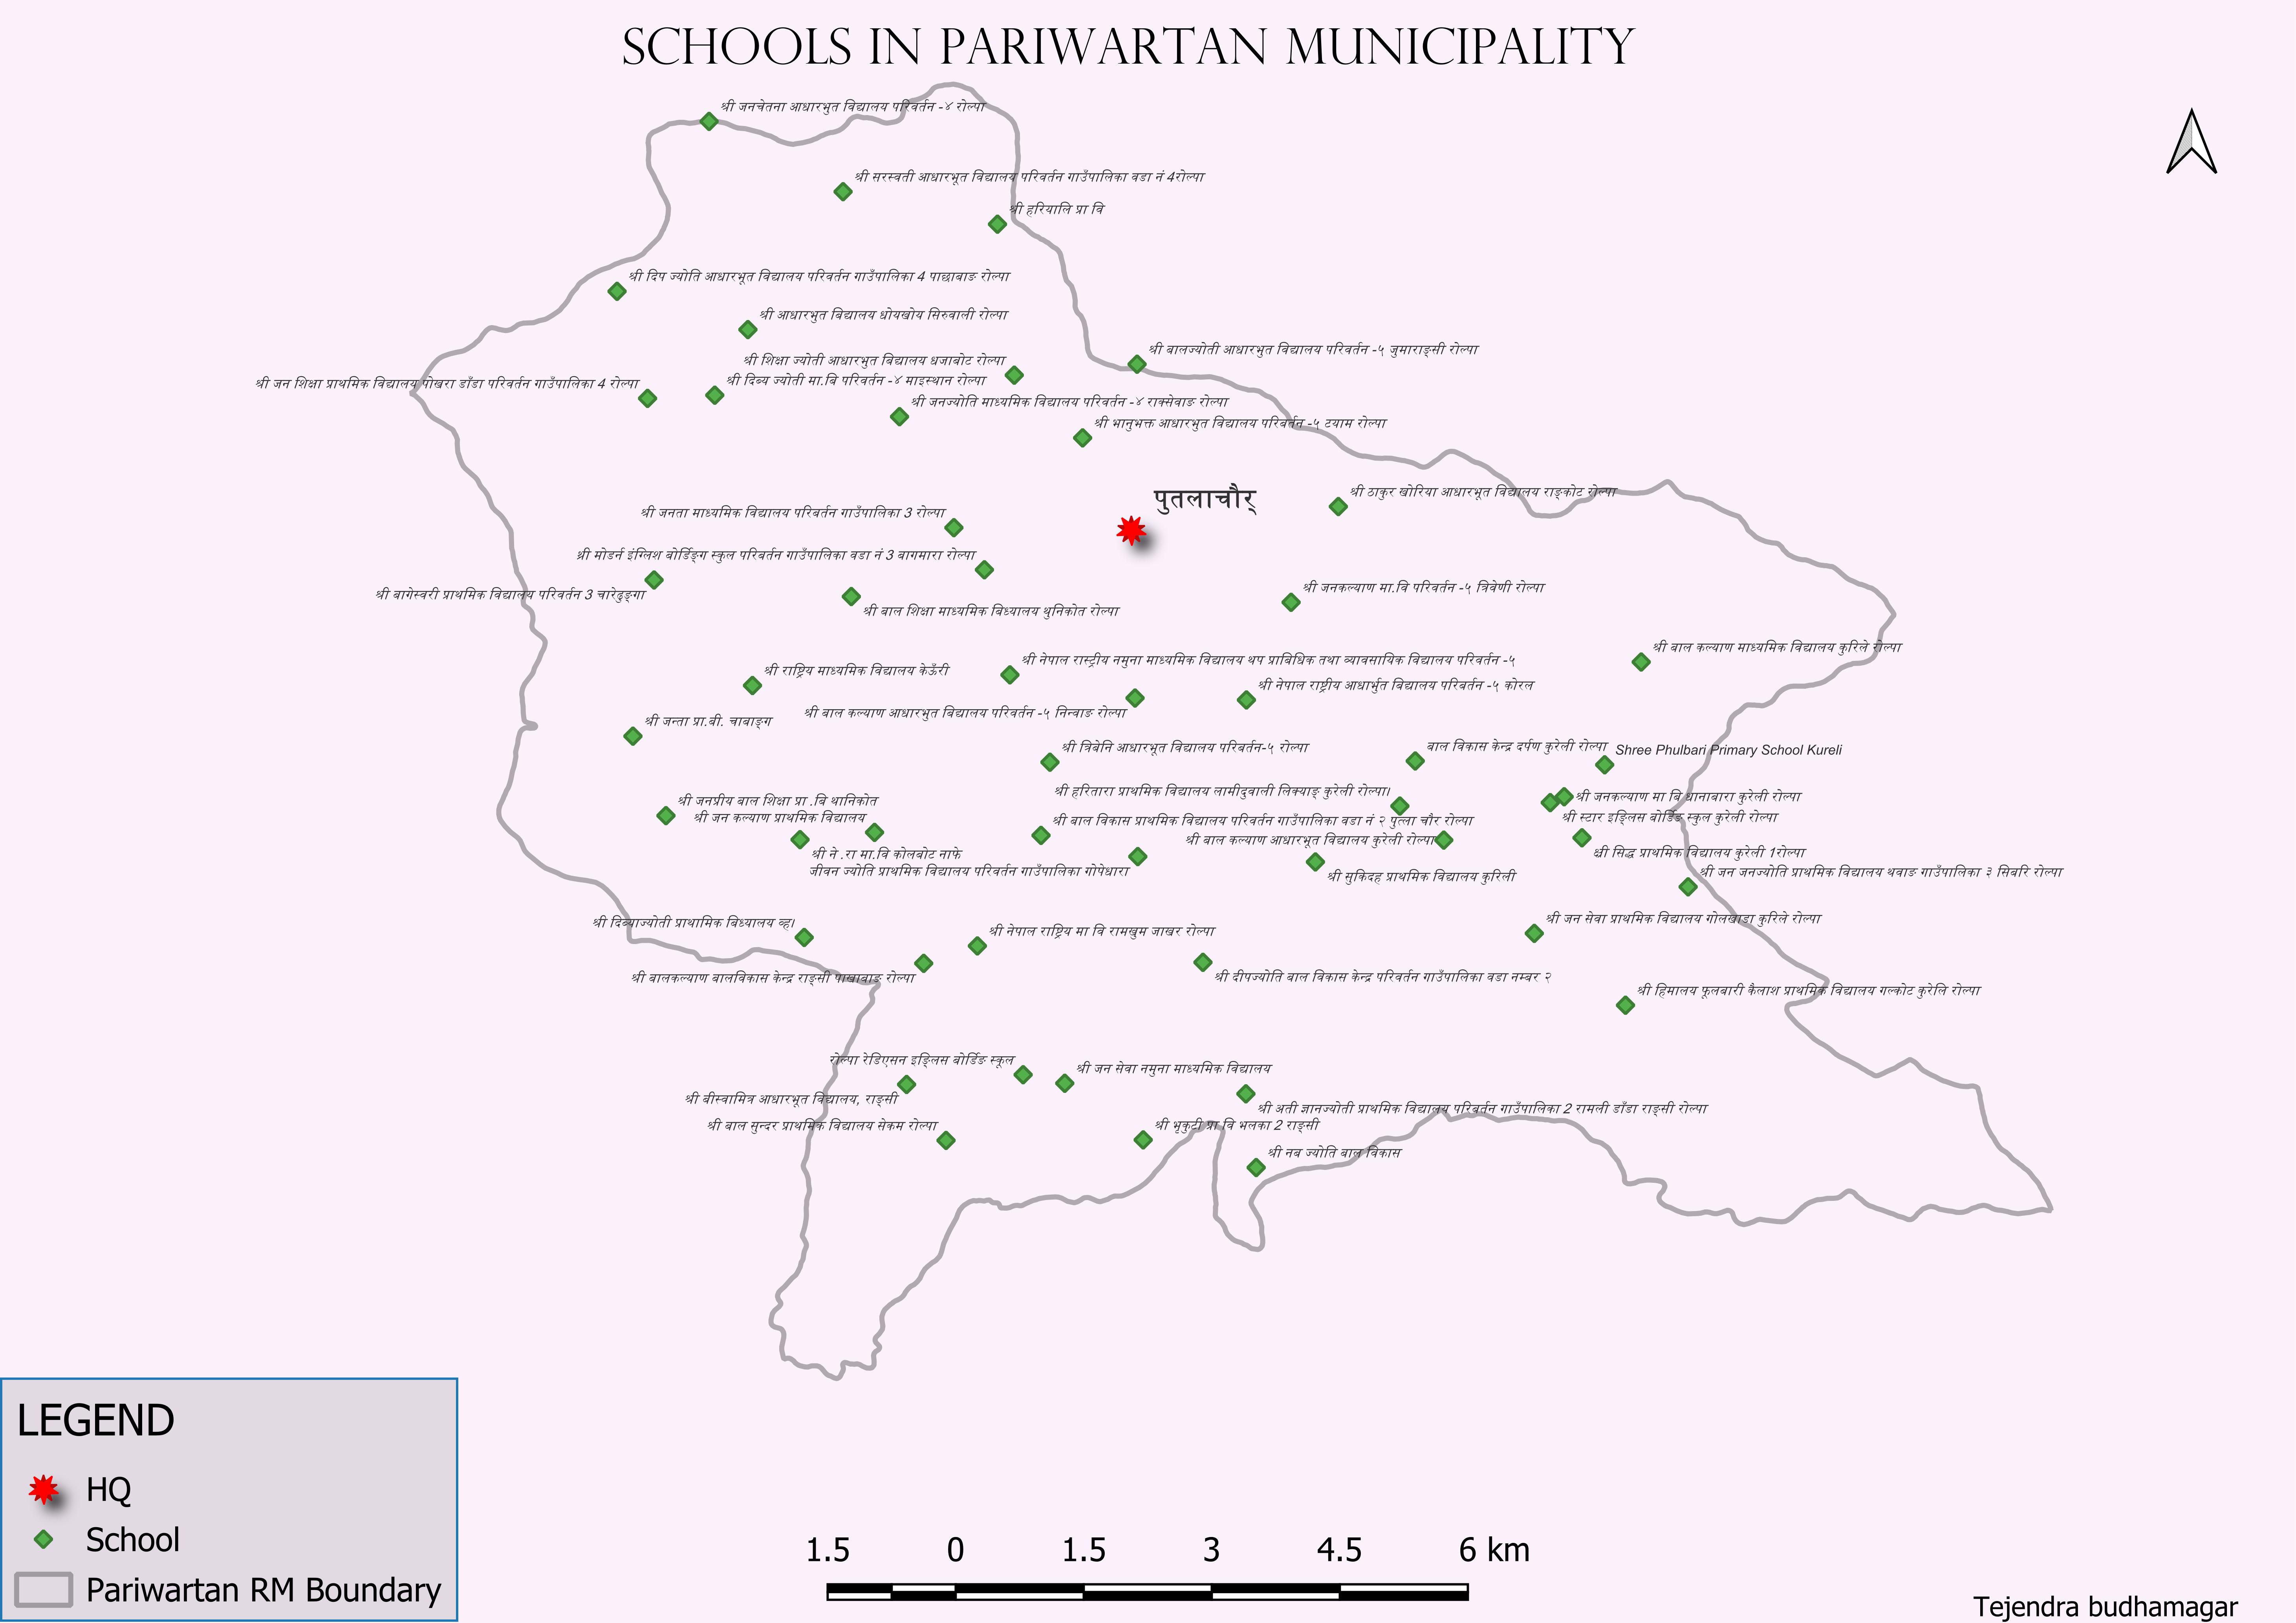 SCHOOLS IN PARIWARTAN MUNICIPALITY
श्री जनचेतना आधारभुत विद्यालय परिवर्तन -४ रोल्पा
श्री सरस्वती आधारभूत विद्यालय परिवर्तन गाउँपालिका वडा नं 4रोल्पा
श्री हरियालि प्रा वि
श्री दिप ज्योति आधारभूत विद्यालय परिवर्तन गाउँपालिका 4 पाछाबाङ रोल्पा
श्री आधारभुत बिद्यालय धोयखोय सिरुवाली रोल्पा
श्री बालज्योती आधारभुत विद्यालय परिवर्तन -५ जुमाराङ्सी रोल्पा
श्री शिक्षा ज्योती आधारभुत बिद्यालय धजाबोट रोल्पा
श्री जन शिक्षा प्राथमिक विद्यालय पोखरा डाँडा परिवर्तन गाउँपालिका 4 रोल्पा
श्री दिब्य ज्योती मा.बि परिवर्तन -४ माइस्थान रोल्पा
श्री जनज्योति माध्यमिक विद्यालय परिवर्तन -४ राक्सेवाङ रोल्पा
श्री भानुभक्त आधारभुत विद्यालय परिवर्तन -५ टयाम रोल्पा
पुतलाचौर्
श्री ठाकुर खोरिया आधारभूत विद्यालय राङ्कोट रोल्पा
श्री जनता माध्यमिक विद्यालय परिबर्तन गाउँपालिका 3 रोल्पा
श्री मोडर्न इंग्लिश बोर्डिङ्ग स्कुल परिबर्तन गाउँपालिका वडा नं 3 बागमारा रोल्पा
श्री बागेस्वरी प्राथमिक विद्यालय परिवर्तन 3 चारेढुङ्गा
श्री जनकल्याण मा.वि परिवर्तन -५ त्रिवेणी रोल्पा
श्री बाल शिक्षा माध्यमिक बिध्यालय थुनिकोत रोल्पा
श्री बाल कल्याण माध्यमिक विद्यालय कुरिले रोल्पा
श्री नेपाल रास्ट्रीय नमुना माध्यमिक विद्यालय थप प्राबिधिक तथा ब्यावसायिक विद्यालय परिवर्तन -५
श्री राष्ट्रिय माध्यमिक विद्यालय केऊँरी
श्री नेपाल राष्ट्रीय आधार्भुत बिद्यालय परिवर्तन -५ कोरल
श्री बाल कल्याण आधारभुत बिद्यालय परिवर्तन -५ निन्वाङ रोल्पा
श्री जन्ता प्रा.बी. चाबाङ्ग
श्री त्रिबेनि आधारभूत विद्यालय परिबर्तन-५ रोल्पा
बाल विकास केन्द्र दर्पण कुरेली रोल्पा
Shree Phulbari Primary School Kureli
श्री हरितारा प्राथमिक विद्यालय लामीदुवाली लिक्याङ् कुरेली रोल्पा।
श्री जनकल्याण मा बि धानाबारा कुरेली रोल्पा
श्री जनप्रीय बाल शिक्षा प्रा .बि थानिकोत
श्री जन कल्याण प्राथमिक विद्यालय
श्री स्टार इङ्लिस बोर्डिङ स्कुल कुरेली रोल्पा
श्री बाल विकास प्राथमिक विद्यालय परिवर्तन गाउँपालिका वडा नं २ पुत्ला चौर रोल्पा
श्री बाल कल्याण आधारभूत विद्यालय कुरेली रोल्पा
श्री ने .रा मा.वि कोलबोट नाफे
क्ष्री सिद्ध प्राथमिक विद्यालय कुरेली 1रोल्पा
जीवन ज्योति प्राथमिक विद्यालय परिवर्तन गाउँपालिका गोपेधारा
श्री सुकिदह प्राथमिक विद्यालय कुरिली
श्री जन जनज्योति प्राथमिक विद्यालय थवाङ गाउँपालिका ३ सिबरि रोल्पा
श्री दिब्याज्योती प्राथामिक बिध्यालय
श्री जन सेवा प्राथमिक विद्यालय गोलखाडा कुरिले रोल्पा
श्री नेपाल राष्ट्रिय मा वि रामखुम जाबर रोल्पा
श्री बालकल्याण बालविकास केन्द्र राङ्सी पाखाबाङ रोल्पा
श्री दीपज्योति बाल विकास केन्द्र परिवर्तन गाउँपालिका वडा नम्बर २
श्री हिमालय फूलबारी कैलाश प्राथमिक विद्यालय गल्कोट कुरेलि रोल्पा
रोल्पा रेडिएसन इङ्लिस बोर्डिङ स्कूल
श्री जन सेवा नमुना माध्यमिक विद्यालय
श्री बीस्वामित्र आधारभूत विद्यालय, राङ्सी
श्री अती ज्ञानज्योती प्राथमिक विद्यालय परिबर्तन गाउँपालिका 2 रामली डाँडा राङ्सी रोल्पा
श्री बाल सुन्दर प्राथमिक विद्यालय सेकम रोल्पा
श्री भृकुटी प्रा वि भलका 2 राङ्सी
श्री नब ज्योति बाल विकास
LEGEND
HQ
School
Pariwartan RM Boundary
1.5 0 1.5 3 4.5 6 km
Tejendra budhamagar